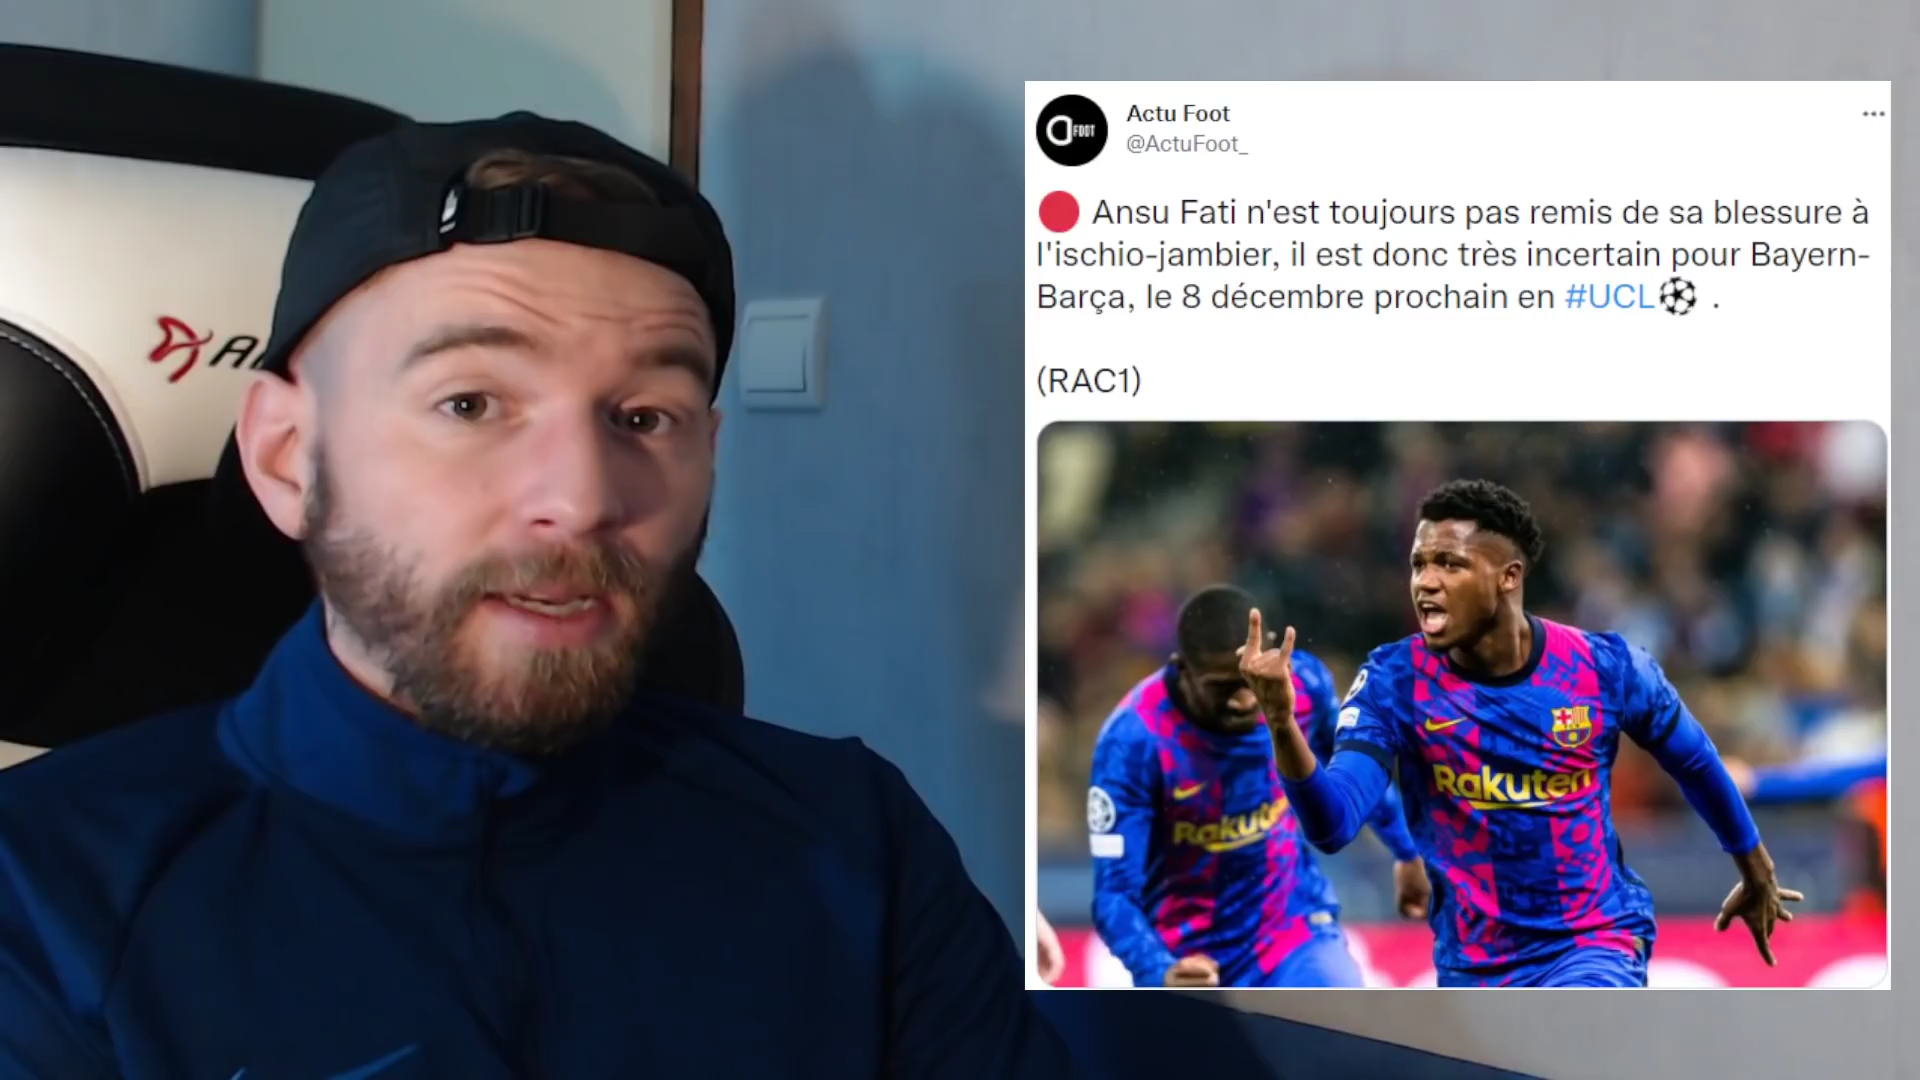 Actu Foot
@ActuFoot_
FOOT
Ansu Fati n'est toujours pas remis de sa blessure à
l'ischio-jambier, il est donc très incertain pour Bayern-
Barça, le 8 décembre prochain en #UCL⚽ .
(RAC1)
Rakuten